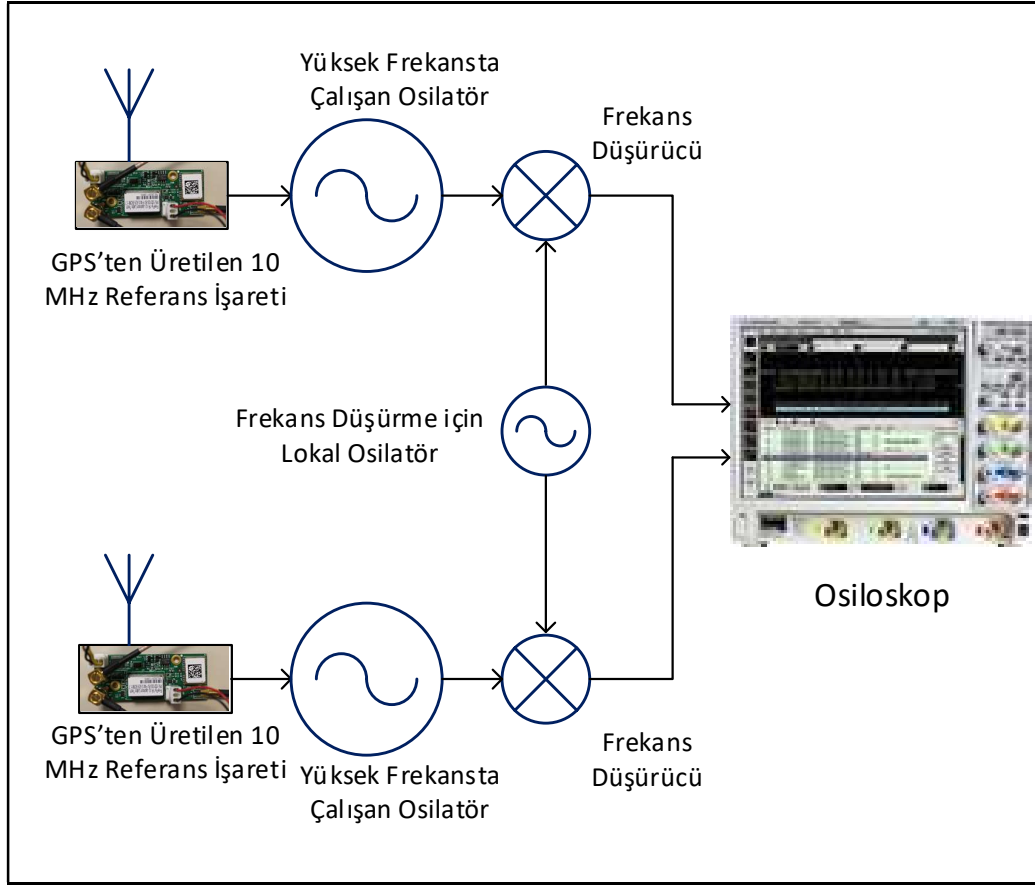 Yüksek Frekansta
Çalışan Osilatör
Frekans
Düşürücü
GPS'ten Üretilen 10
MHz Referans İşareti
Frekans Düşürme için
Lokal Osilatör
Osiloskop
GPS'ten Üretilen 10
MHz Referans İşareti
Yüksek Frekansta
Çalışan Osilatör
Frekans
Düşürücü